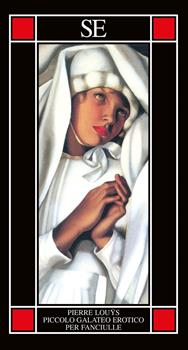 SE
PIERRE LOUŸS
PICCOLO GALATEO EROTICO
PER FANCIULLE